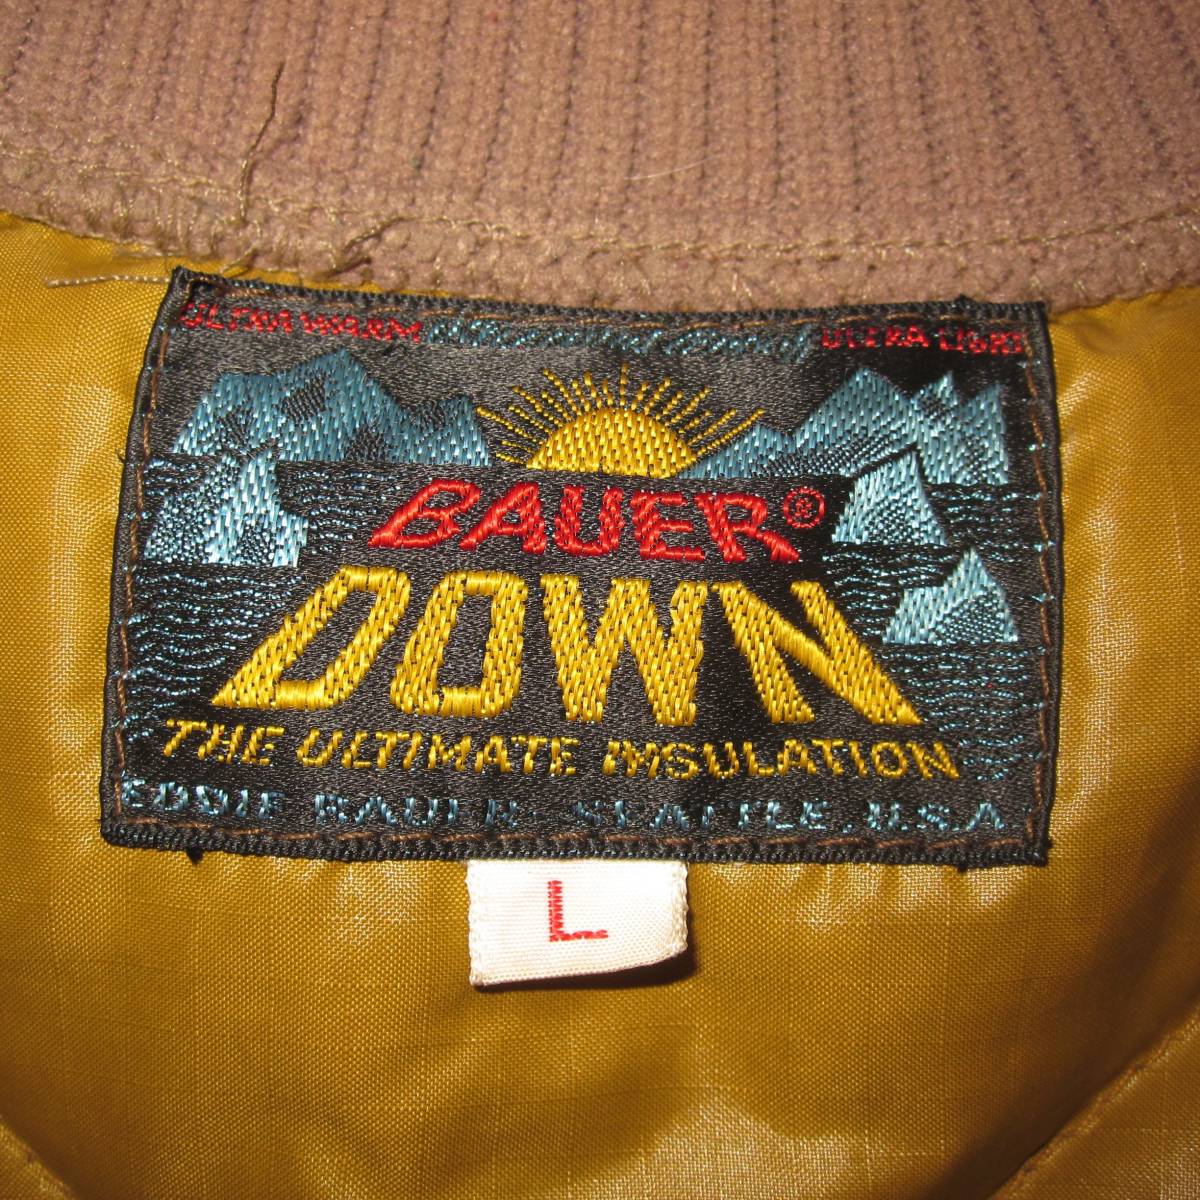 ULTRA WARM ULTRA LIGHT
BAUER®
DOWN
THE ULTIMATE INSULATION
EDDIE BAUER, SEATTLE, U.S.A.
L